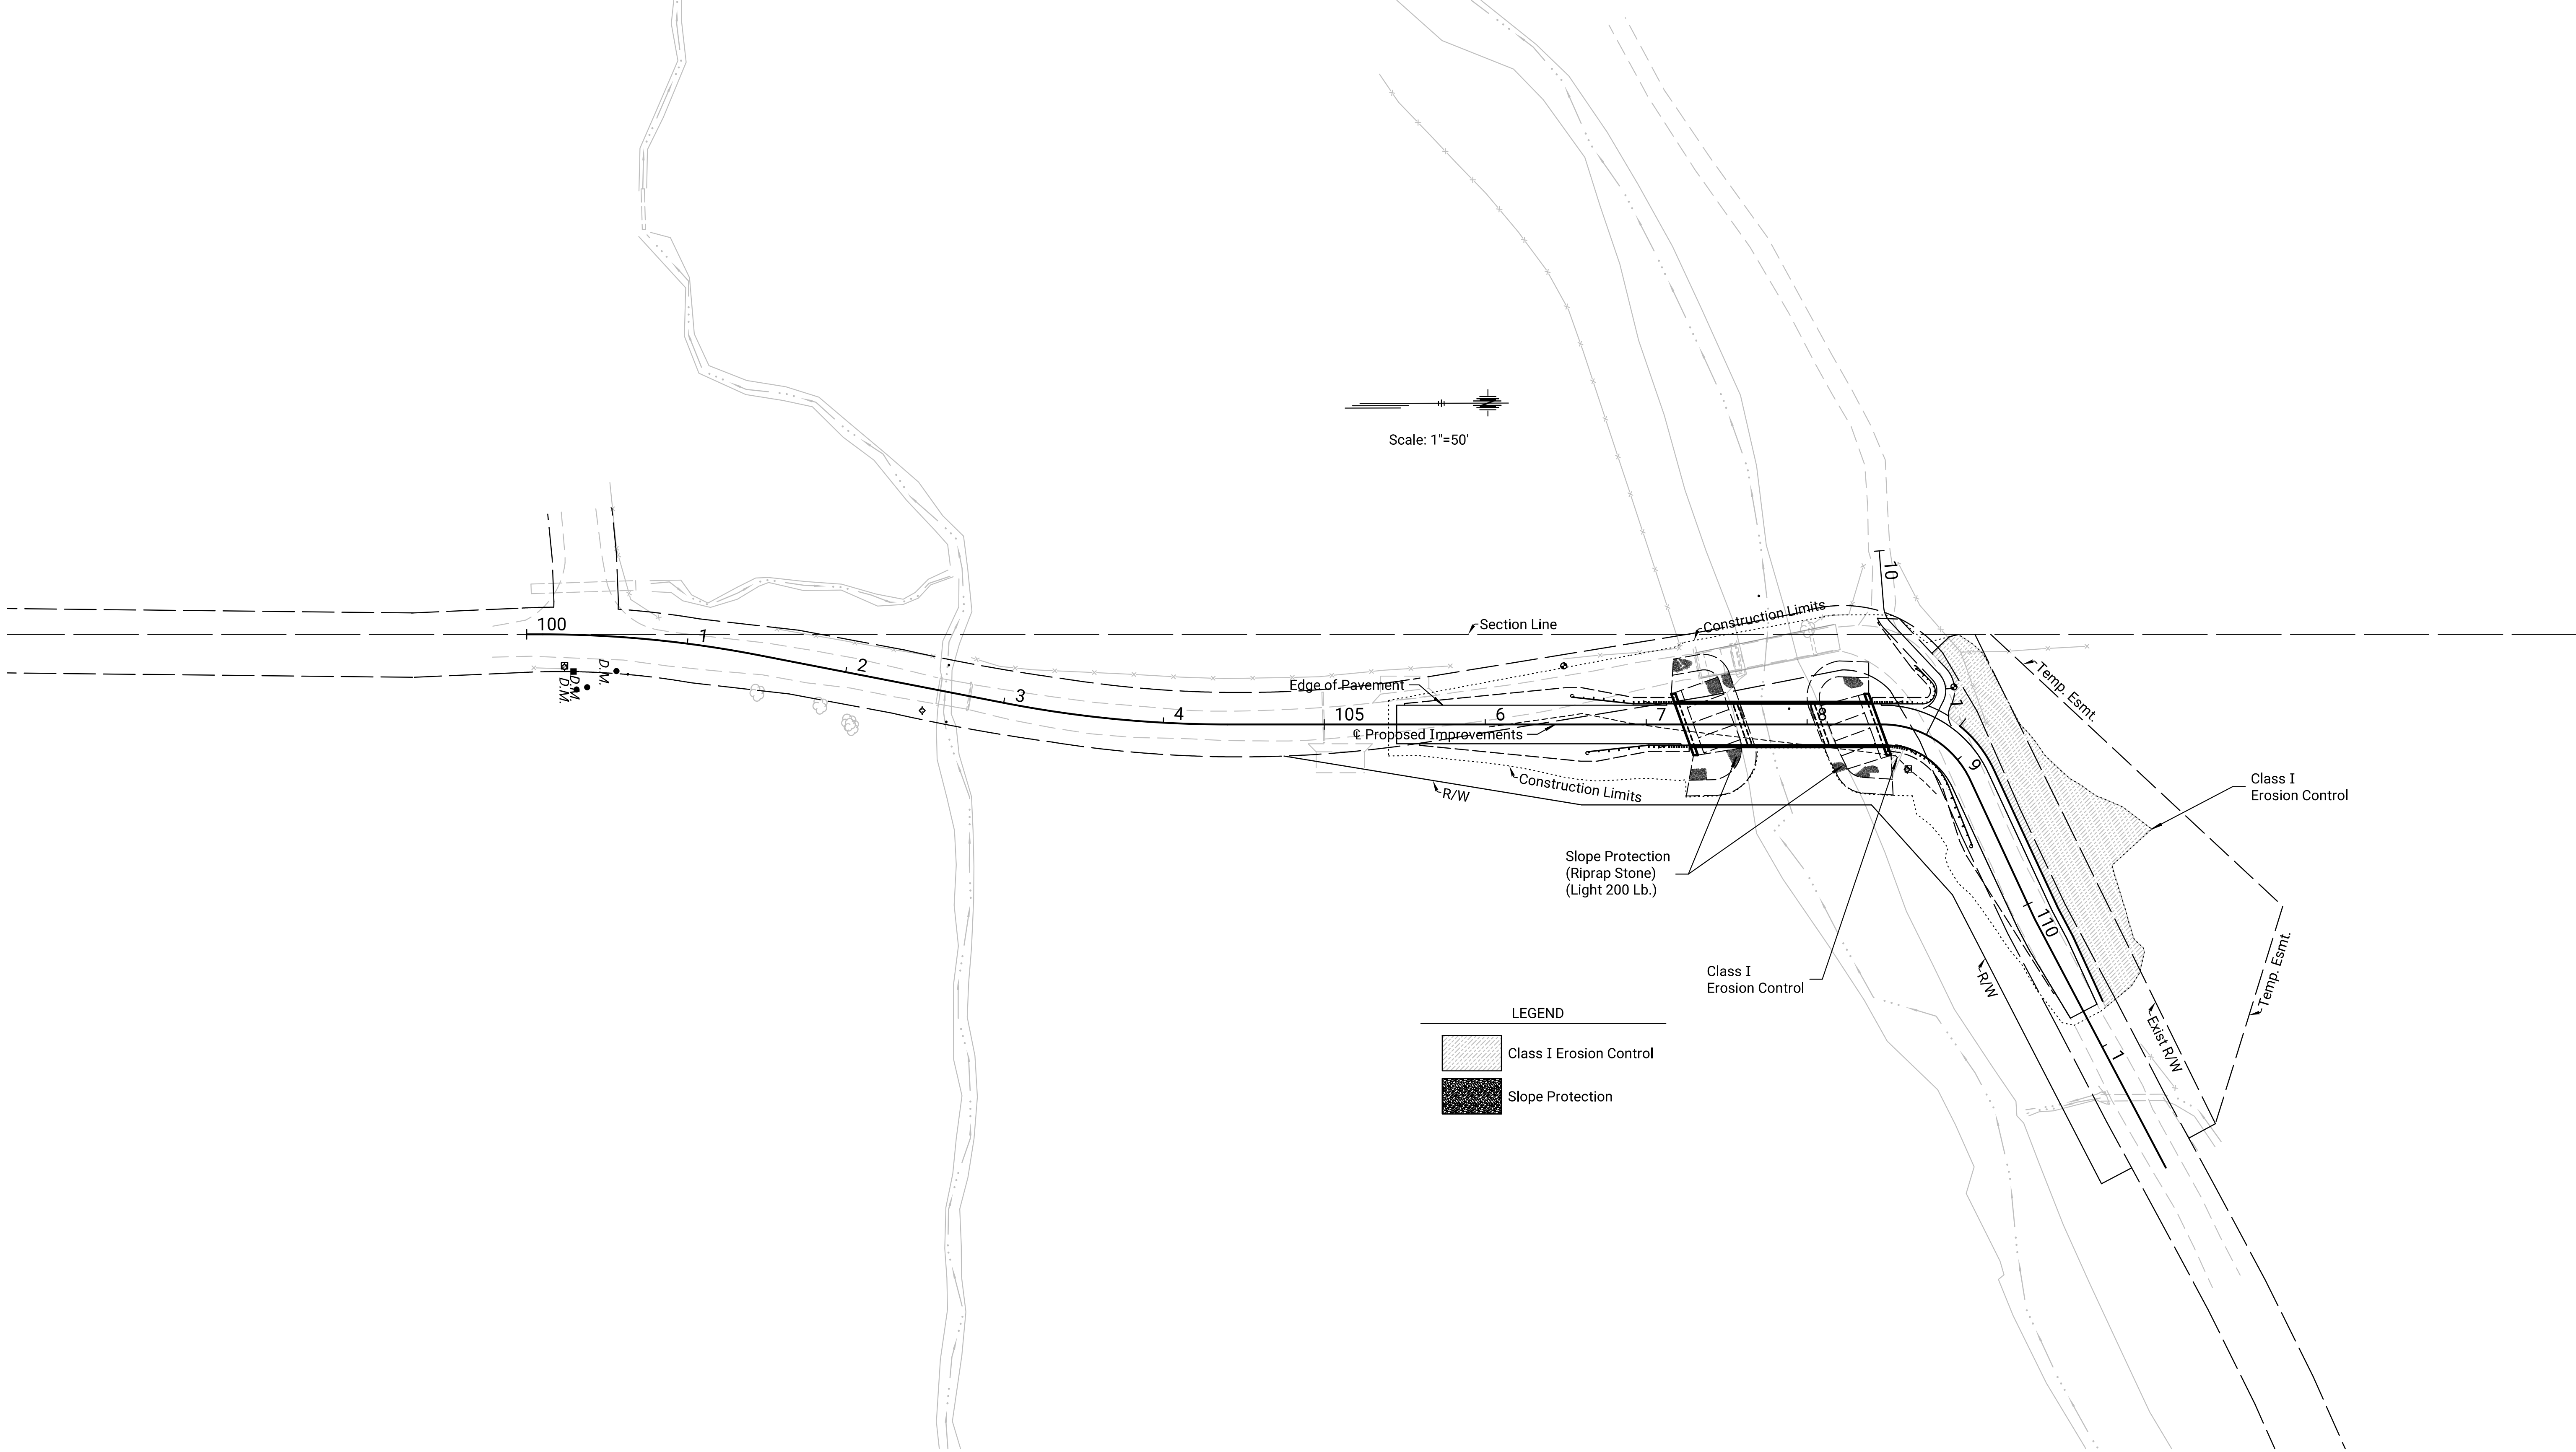 N
Scale: 1"=50'
10
Construction Limits
Section Line
100
1
2
3
4
105
6
7
8
9
1
110
1
D.M.
D.M.
D.M.
Temp. Esmt.
Edge of Pavement
℄ Proposed Improvements
Construction Limits
R/W
Class I
Erosion Control
Slope Protection
(Riprap Stone)
(Light 200 Lb.)
Class I
Erosion Control
R/W
Temp. Esmt.
Exist R/W
LEGEND
Class I Erosion Control
Slope Protection